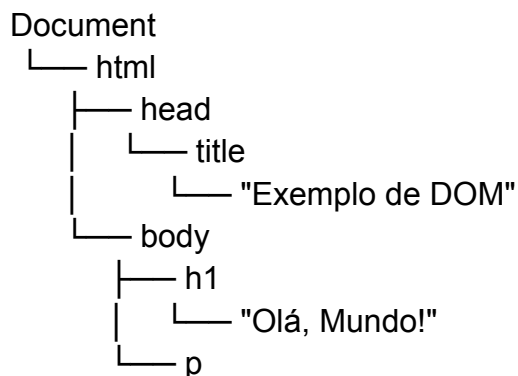 Document
└── html
├── head
│ └── title
│ └── "Exemplo de DOM"
└── body
├── h1
│ └── "Olá, Mundo!"
└── p